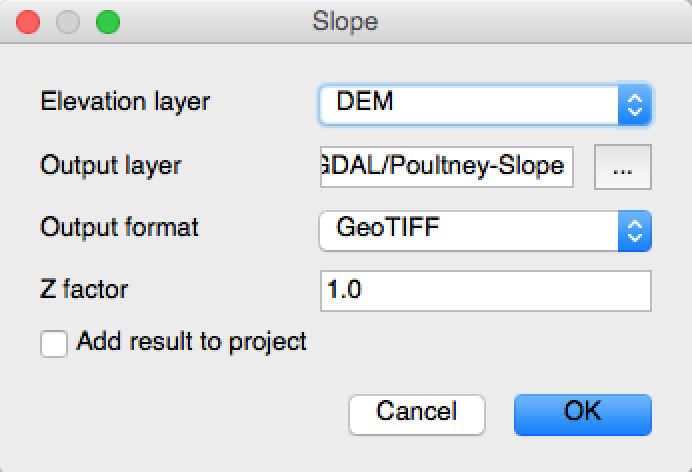 Slope
Elevation layer
DEM
Output layer
GDAL/Poultney-Slope
...
Output format
GeoTIFF
Z factor
1.0
Add result to project
Cancel
OK